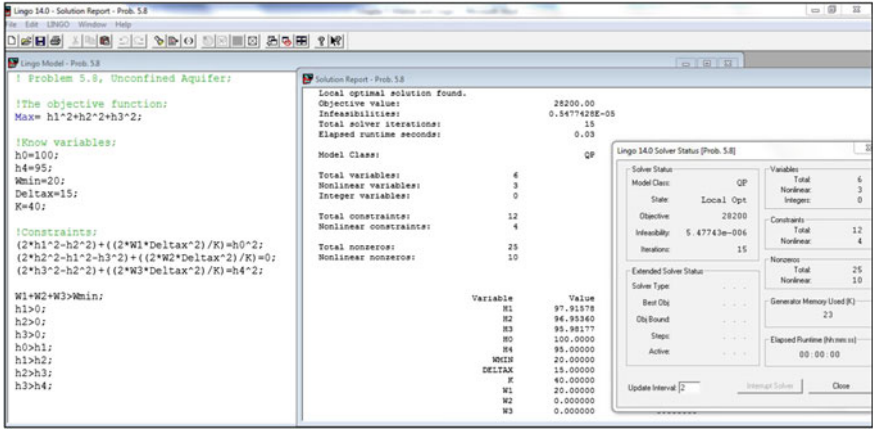 Lingo 14.0 - Solution Report - Prob. 5.8
File Edit LINGO Window Help
Lingo Model - Prob. 5.8
! Problem 5.8, Unconfined Aquifer;
!The objective function;
Max= h1^2+h2^2+h3^2;
!Know variables;
h0=100;
h4=95;
Wmin=20;
Deltax=15;
K=40;
!Constraints;
(2*h1^2-h2^2)+((2*W1*Deltax^2)/K)=h0^2;
(2*h2^2-h1^2-h3^2)+((2*W2*Deltax^2)/K)=0;
(2*h3^2-h2^2)+((2*W3*Deltax^2)/K)=h4^2;
W1+W2+W3>Wmin;
h1>0;
h2>0;
h3>0;
h0>h1;
h1>h2;
h2>h3;
h3>h4;
Solution Report - Prob. 5.8
Local optimal solution found.
Objective value: 28200.00
Infeasibilities: 0.5477428E-05
Total solver iterations: 15
Elapsed runtime seconds: 0.03
Model Class: QP
Total variables: 6
Nonlinear variables: 3
Integer variables: 0
Total constraints: 12
Nonlinear constraints: 4
Total nonzeros: 25
Nonlinear nonzeros: 10
Variable Value
H1 97.91578
H2 96.95360
H3 95.98177
H0 100.0000
H4 95.00000
WMIN 20.00000
DELTAX 15.00000
K 40.00000
W1 20.00000
W2 0.000000
W3 0.000000
Lingo 14.0 Solver Status [Prob. 5.8]
Solver Status
Model Class: QP
State: Local Opt
Objective: 28200
Infeasibility: 5.47743e-006
Iterations: 15
Extended Solver Status
Solver Type: . . .
Best Obj: . . .
Obj Bound: . . .
Steps: . . .
Active: . . .
Update Interval: 2
Variables
Total: 6
Nonlinear: 3
Integers: 0
Constraints
Total: 12
Nonlinear: 4
Nonzeros
Total: 25
Nonlinear: 10
Generator Memory Used (K)
23
Elapsed Runtime (hh:mm:ss)
00:00:00
Interrupt Solver
Close